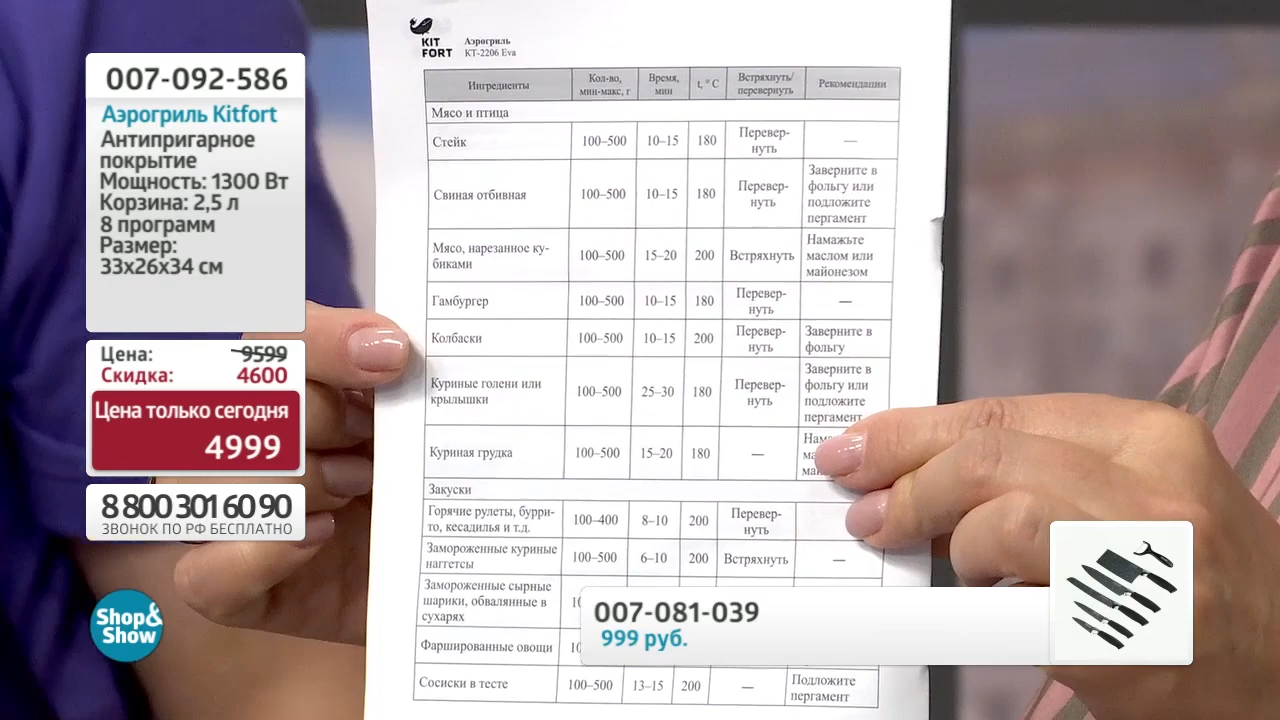 007-092-586
Аэрогриль Kitfort
Антипригарное
покрытие
Мощность: 1300 Вт
Корзина: 2,5 л
8 программ
Размер:
33х26х34 см
Цена: 9599
Скидка: 4600
Цена только сегодня
4999
8 800 301 60 90
ЗВОНОК ПО РФ БЕСПЛАТНО
Shop&
Show
KIT
FORT
Аэрогриль
КТ-2206 Eva
Ингредиенты
Кол-во,
мин-макс, г
Время,
мин
t, ° C
Встряхнуть/
перевернуть
Рекомендации
Мясо и птица
Стейк
100–500
10–15
180
Перевер-
нуть
—
Свиная отбивная
100–500
10–15
180
Перевер-
нуть
Заверните в
фольгу или
подложите
пергамент
Мясо, нарезанное ку-
биками
100–500
15–20
200
Встряхнуть
Намажьте
маслом или
майонезом
Гамбургер
100–500
10–15
180
Перевер-
нуть
—
Колбаски
100–500
10–15
200
Перевер-
нуть
Заверните в
фольгу
Куриные голени или
крылышки
100–500
25–30
180
Перевер-
нуть
Заверните в
фольгу или
подложите
пергамент
Куриная грудка
100–500
15–20
180
—
Закуски
Горячие рулеты, бурри-
то, кесадилья и т.д.
100–400
8–10
200
Перевер-
нуть
Замороженные куриные
наггетсы
100–500
6–10
200
Встряхнуть
—
Замороженные сырные
шарики, обвалянные в
сухарях
Фаршированные овощи
Сосиски в тесте
100–500
13–15
200
—
Подложите
пергамент
007-081-039
999 руб.